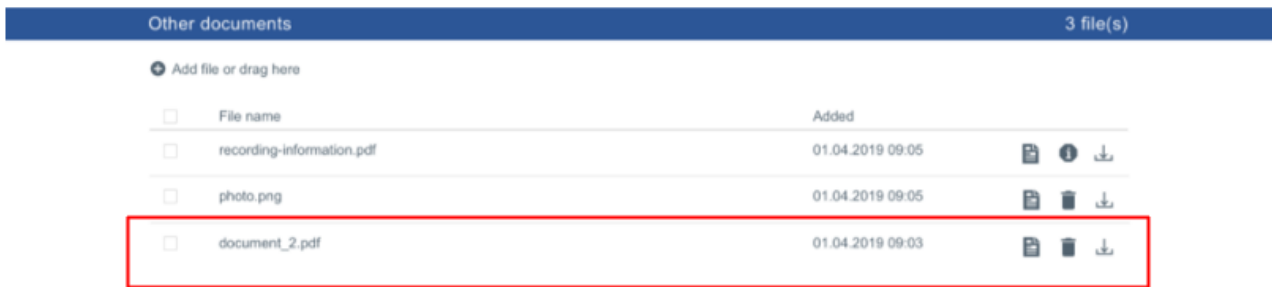 Other documents 3 file(s)
Add file or drag here
File name Added
recording-information.pdf 01.04.2019 09:05
photo.png 01.04.2019 09:05
document_2.pdf 01.04.2019 09:03